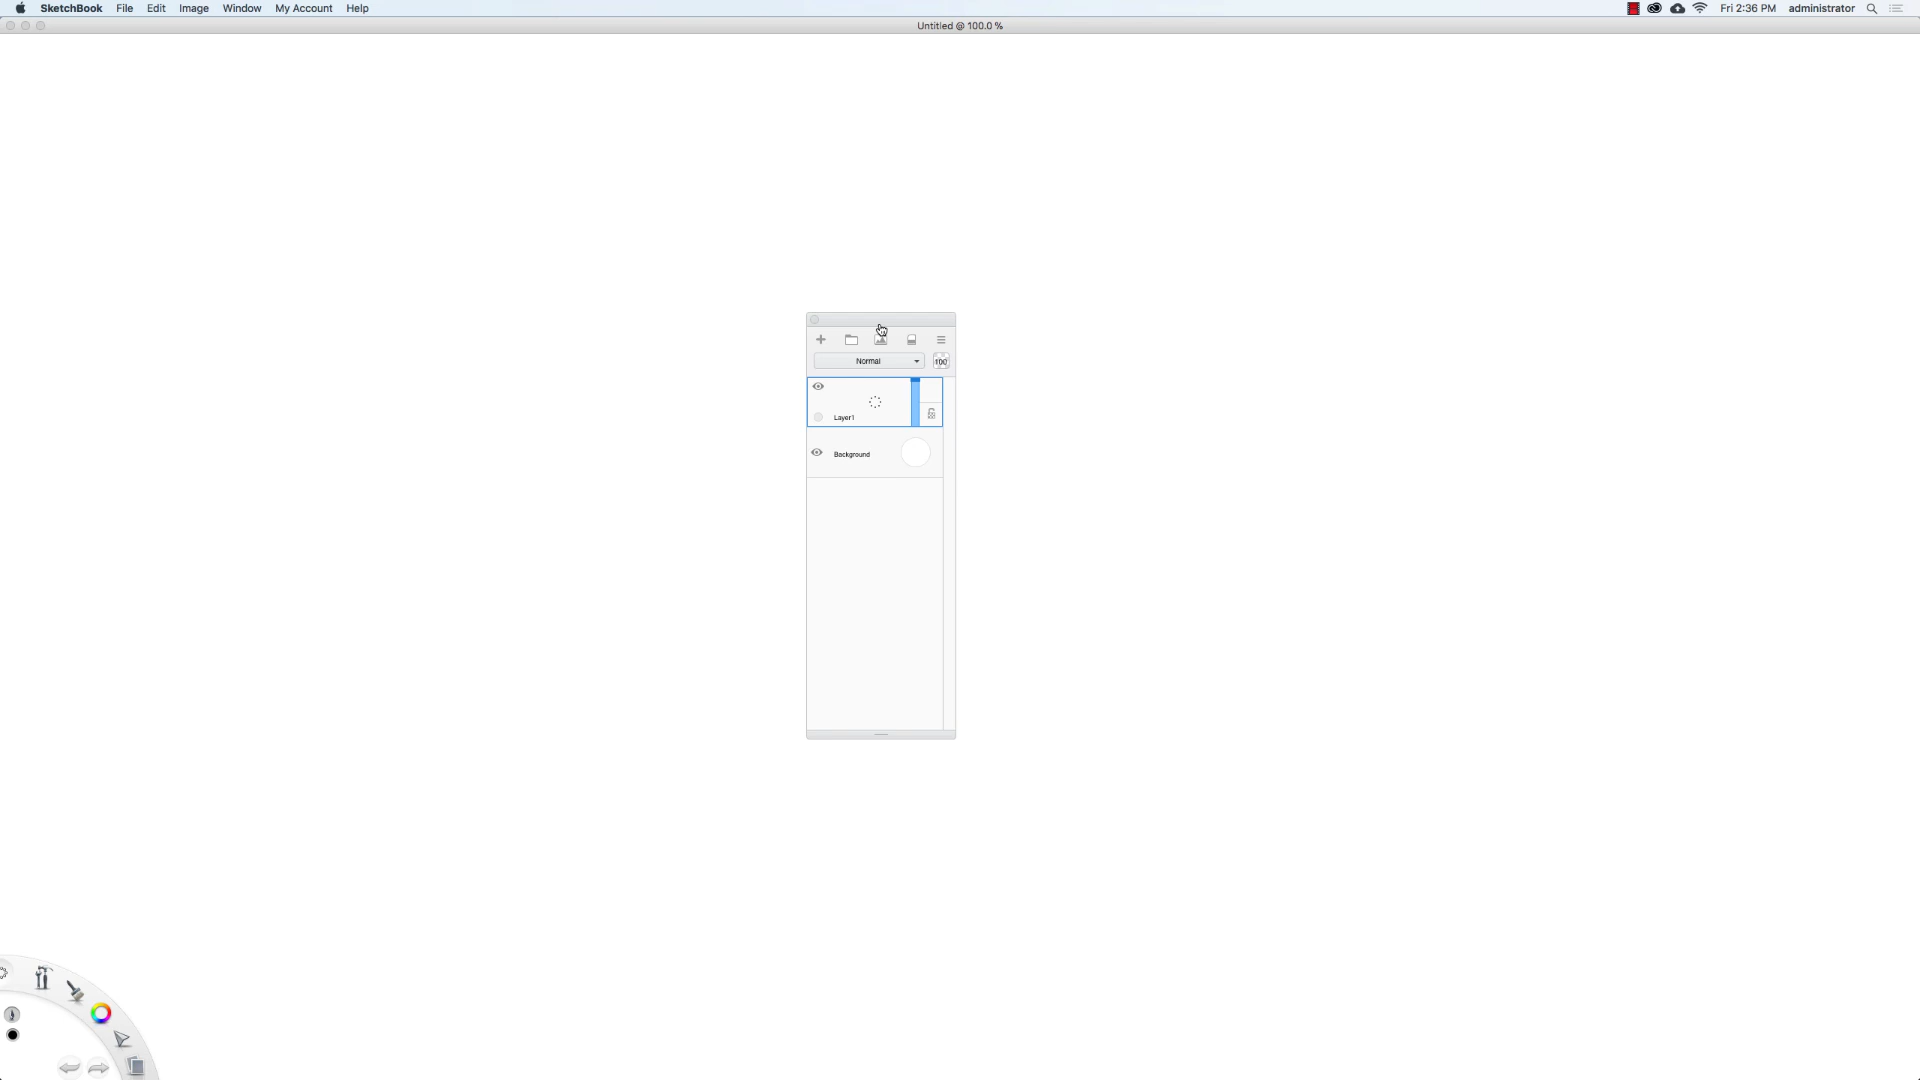 SketchBook File Edit Image Window My Account Help Fri 2:36 PM administrator
Untitled @ 100.0 %
Normal 100
Layer1
Background